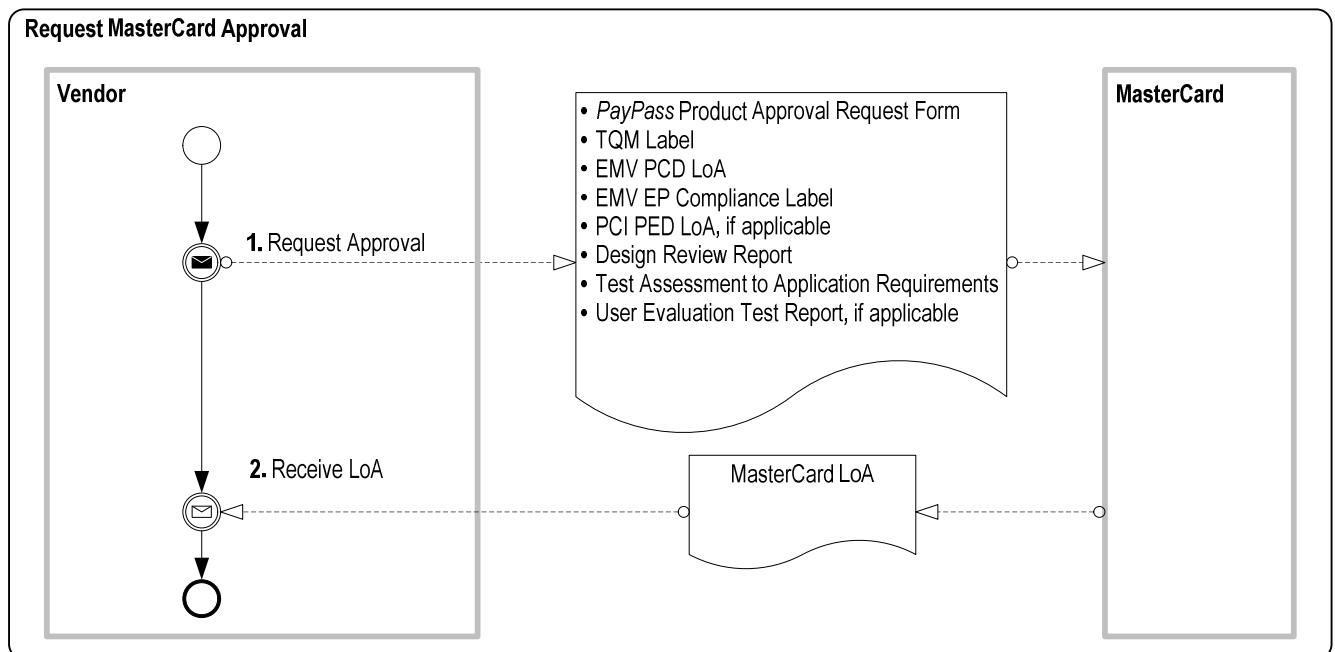 Request MasterCard Approval
Vendor
MasterCard
• PayPass Product Approval Request Form
• TQM Label
• EMV PCD LoA
• EMV EP Compliance Label
• PCI PED LoA, if applicable
• Design Review Report
• Test Assessment to Application Requirements
• User Evaluation Test Report, if applicable
1. Request Approval
2. Receive LoA
MasterCard LoA